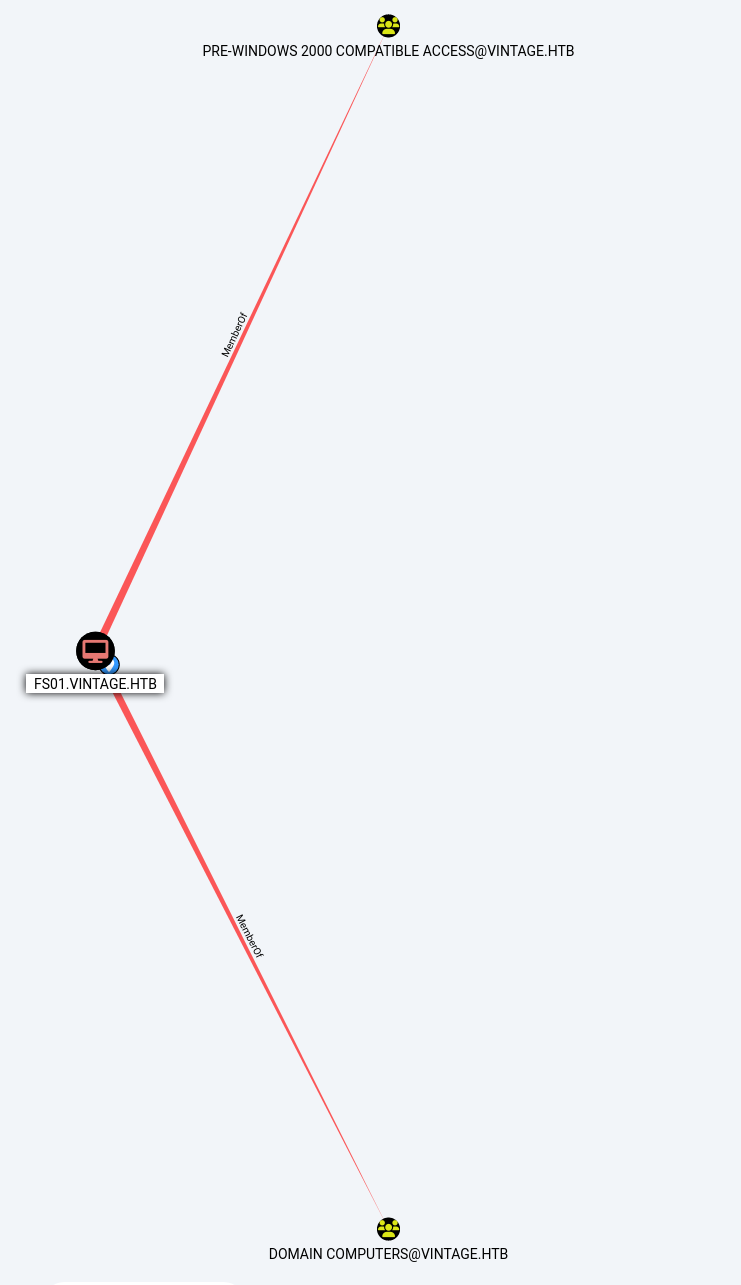 PRE-WINDOWS 2000 COMPATIBLE ACCESS@VINTAGE.HTB
MemberOf
FS01.VINTAGE.HTB
MemberOf
DOMAIN COMPUTERS@VINTAGE.HTB